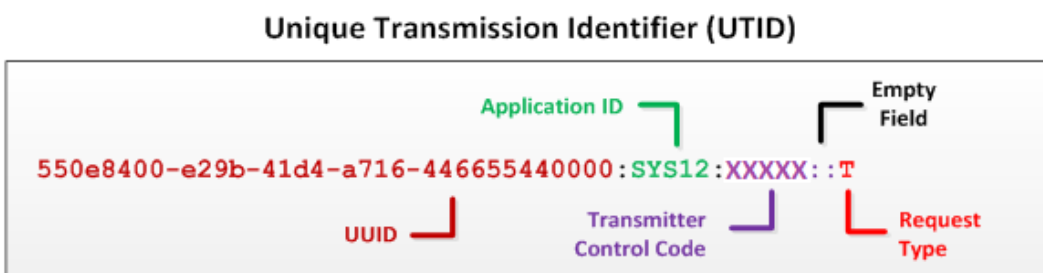 Unique Transmission Identifier (UTID)
Application ID
Empty
Field
550e8400-e29b-41d4-a716-446655440000:SYS12:XXXXX::T
UUID
Transmitter
Control Code
Request
Type